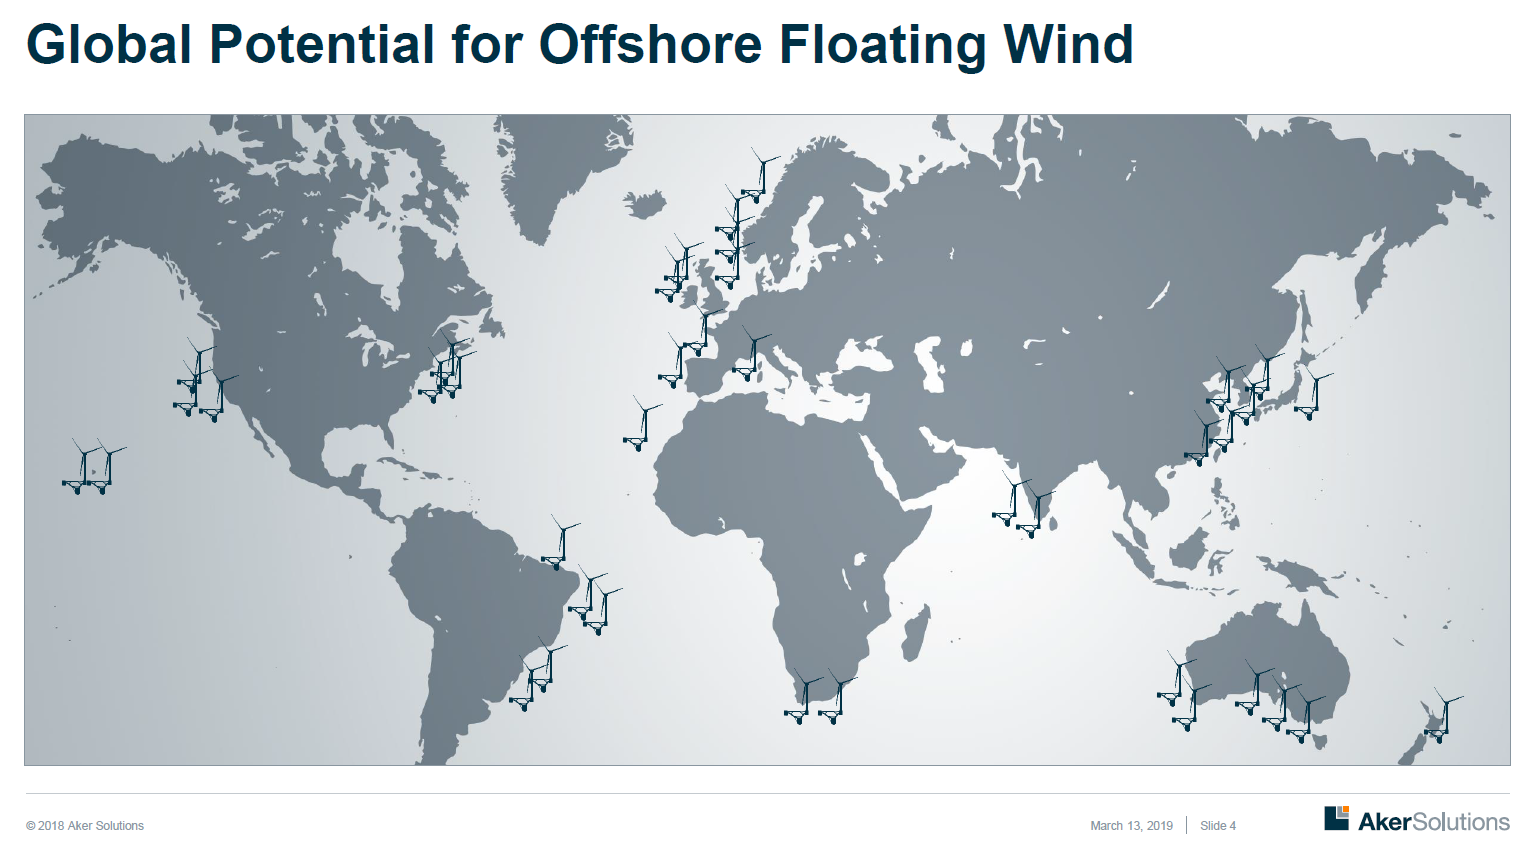 Global Potential for Offshore Floating Wind
© 2018 Aker Solutions
March 13, 2019
Slide 4
AkerSolutions